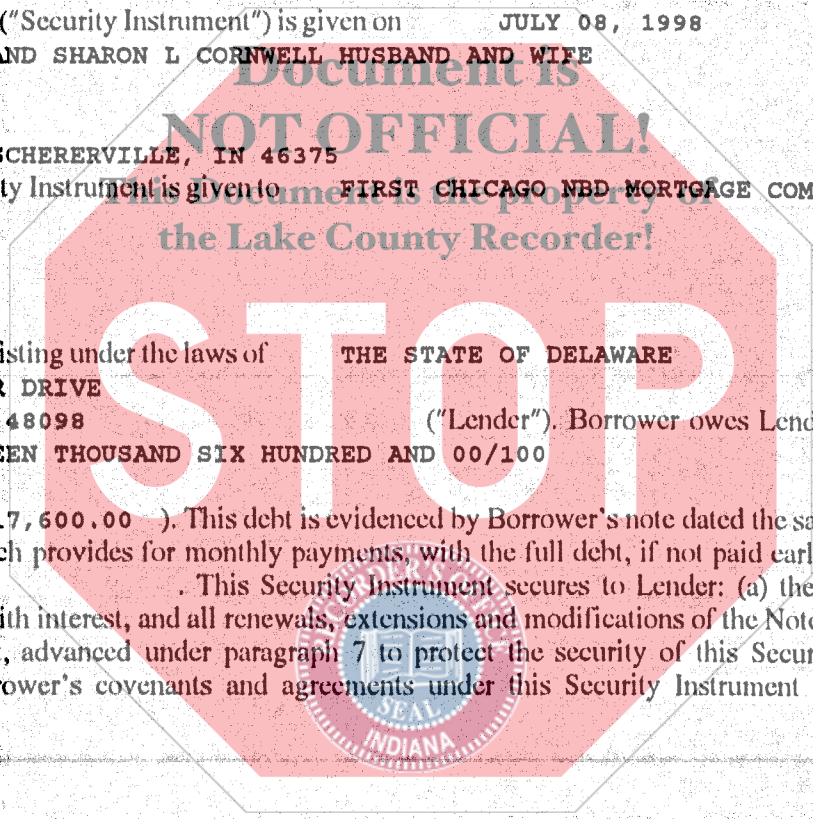 ("Security Instrument") is given on JULY 08, 1998
AND SHARON L CORNWELL HUSBAND AND WIFE
Document is
NOT OFFICIAL!
SCHERERVILLE, IN 46375
ty Instrument is given to FIRST CHICAGO NBD MORTGAGE COM
This Document is the property of
the Lake County Recorder!
STOP
isting under the laws of THE STATE OF DELAWARE
R DRIVE
48098 ("Lender"). Borrower owes Lend
EEN THOUSAND SIX HUNDRED AND 00/100
7,600.00 ). This debt is evidenced by Borrower's note dated the sa
ch provides for monthly payments, with the full debt, if not paid earl
. This Security Instrument secures to Lender: (a) the
ith interest, and all renewals, extensions and modifications of the Note
, advanced under paragraph 7 to protect the security of this Secur
rower's covenants and agreements under this Security Instrument
RECORDER'S OFFICE
SEAL
INDIANA